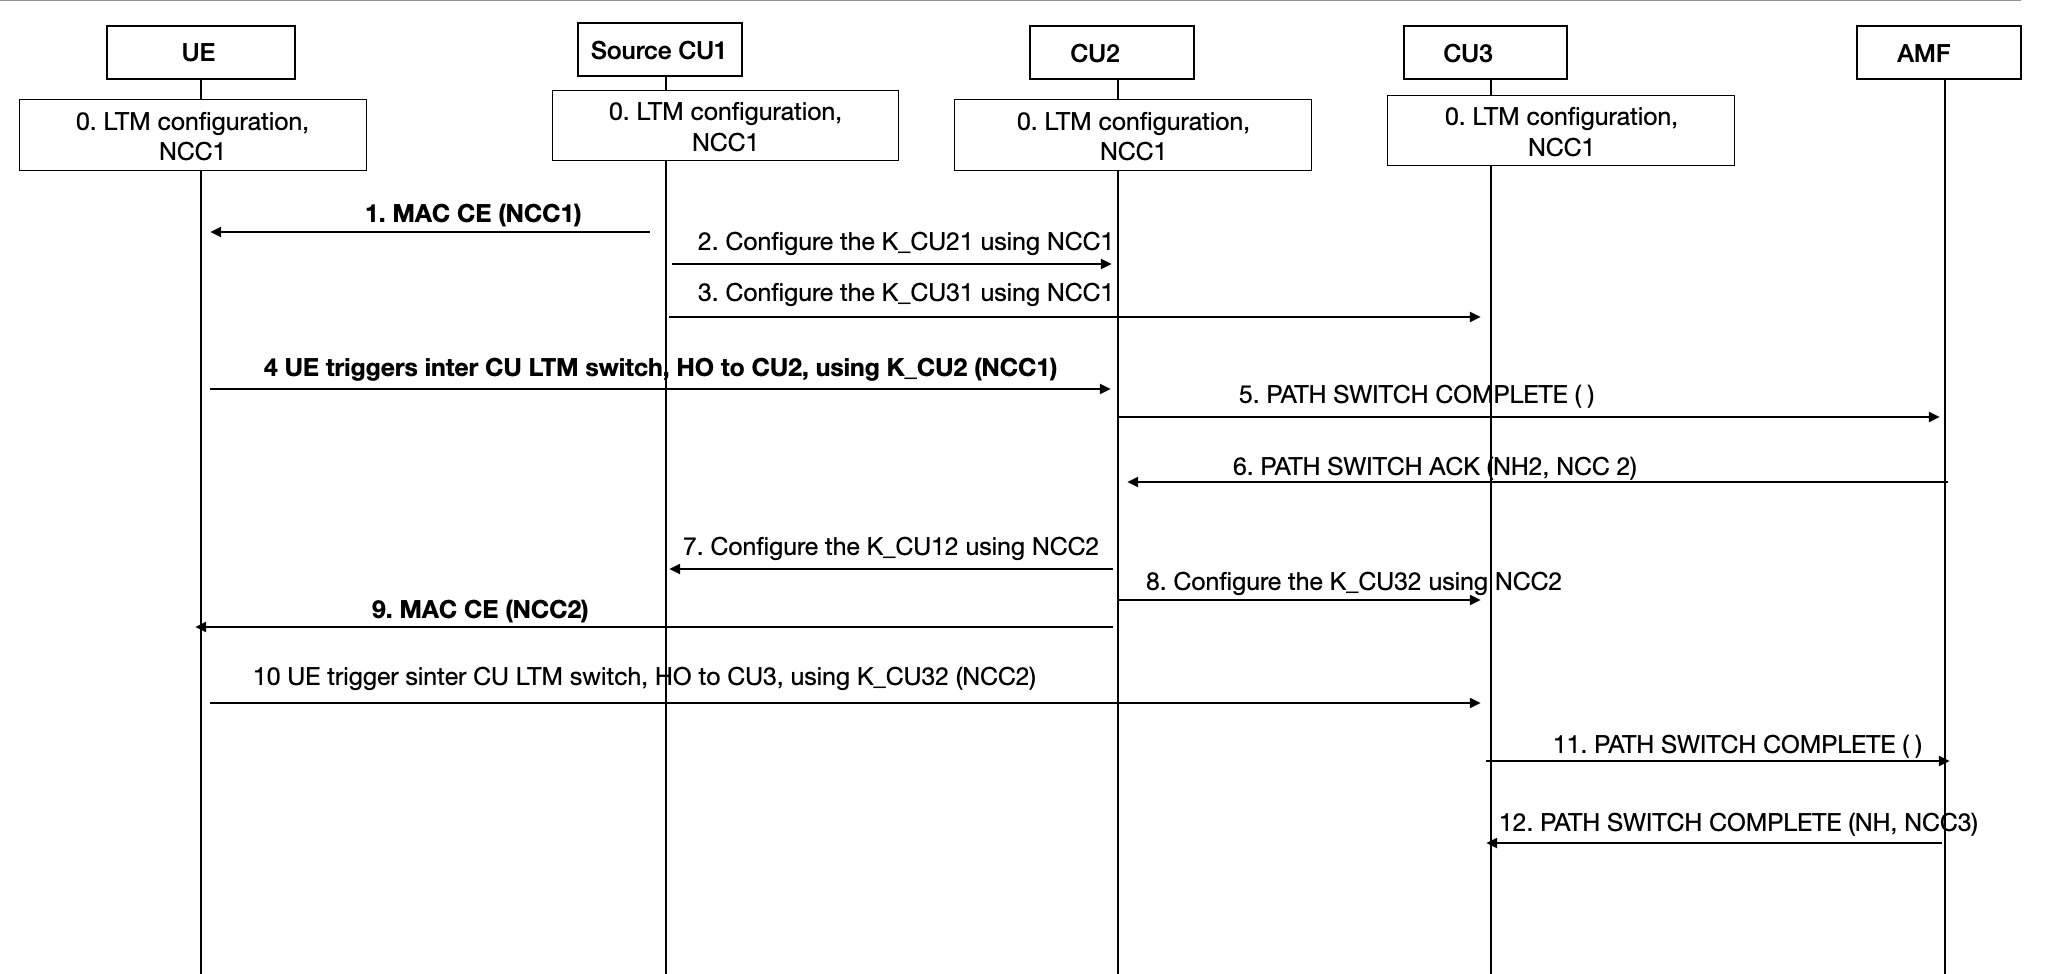 UE
Source CU1
CU2
CU3
AMF
0. LTM configuration,
NCC1
0. LTM configuration,
NCC1
0. LTM configuration,
NCC1
0. LTM configuration,
NCC1
1. MAC CE (NCC1)
2. Configure the K_CU21 using NCC1
3. Configure the K_CU31 using NCC1
4 UE triggers inter CU LTM switch, HO to CU2, using K_CU2 (NCC1)
5. PATH SWITCH COMPLETE ( )
6. PATH SWITCH ACK (NH2, NCC 2)
7. Configure the K_CU12 using NCC2
8. Configure the K_CU32 using NCC2
9. MAC CE (NCC2)
10 UE trigger sinter CU LTM switch, HO to CU3, using K_CU32 (NCC2)
11. PATH SWITCH COMPLETE ( )
12. PATH SWITCH COMPLETE (NH, NCC3)